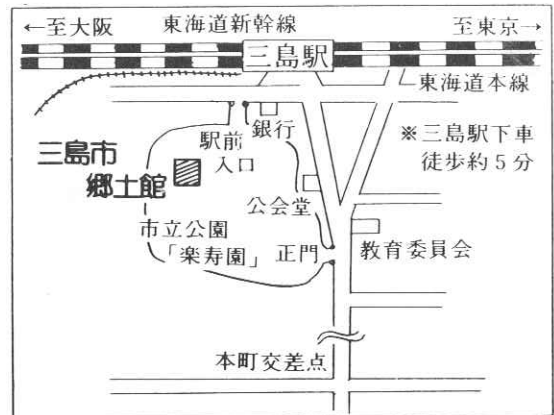 ←至大阪
東海道新幹線
至東京→
三島駅
東海道本線
銀行
駅前
入口
※三島駅下車
徒歩約5分
三島市
郷土館
公会堂
市立公園
「楽寿園」
正門
教育委員会
本町交差点